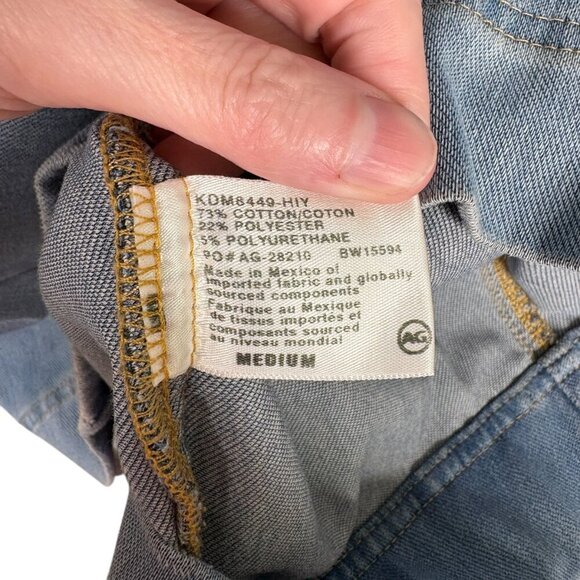 KDM8449-HIY
73% COTTON/COTON
22% POLYESTER
5% POLYURETHANE
PO# AG-28210 BW15594
Made in Mexico of
imported fabric and globally
sourced components
Fabrique au Mexique
de tissus importés et
composants sourced
au niveau mondial
MEDIUM
AG